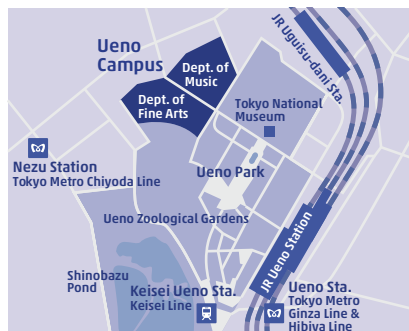 Ueno
Campus
Dept. of
Music
Dept. of
Fine Arts
JR Uguisu-dani Sta.
Tokyo National
Museum
Nezu Station
Tokyo Metro Chiyoda Line
Ueno Park
Ueno Zoological Gardens
JR Ueno Station
Shinobazu
Pond
Keisei Ueno Sta.
Keisei Line
Ueno Sta.
Tokyo Metro
Ginza Line &
Hibiya Line